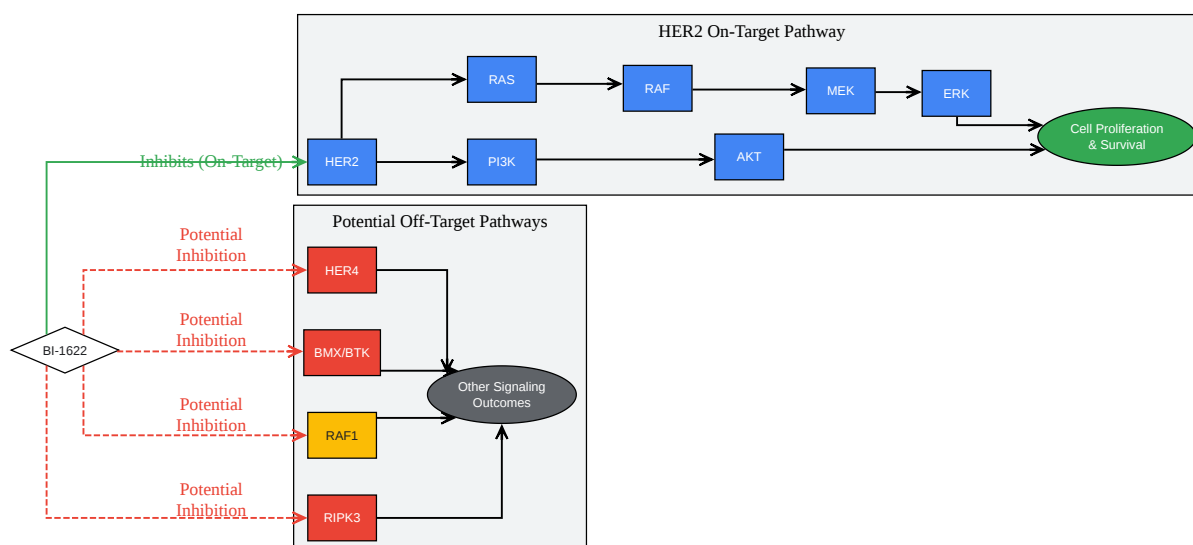 HER2 On-Target Pathway
RAS
RAF
MEK
ERK
Cell Proliferation
& Survival
Inhibits (On-Target)
HER2
PI3K
AKT
Potential Off-Target Pathways
Potential
Inhibition
HER4
Potential
Inhibition
BMX/BTK
BI-1622
Other Signaling
Outcomes
Potential
Inhibition
RAF1
Potential
Inhibition
RIPK3